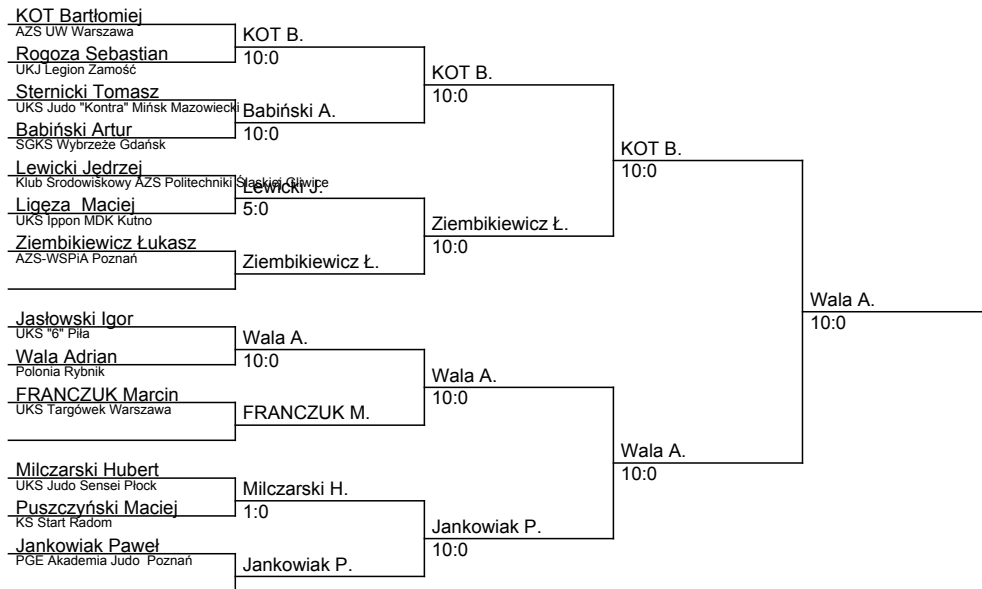 KOT Bartłomiej
AZS UW Warszawa
Rogoza Sebastian
UKJ Legion Zamość
Sternicki Tomasz
UKS Judo "Kontra" Mińsk Mazowiecki
Babiński Artur
SGKS Wybrzeże Gdańsk
Lewicki Jędrzej
Klub Środowiskowy AZS Politechniki Śląskiej Gliwice
Ligęza  Maciej
UKS Ippon MDK Kutno
Ziembikiewicz Łukasz
AZS-WSPiA Poznań
Jasłowski Igor
UKS "6" Piła
Wala Adrian
Polonia Rybnik
FRANCZUK Marcin
UKS Targówek Warszawa
Milczarski Hubert
UKS Judo Sensei Płock
Puszczyński Maciej
KS Start Radom
Jankowiak Paweł
PGE Akademia Judo  Poznań
KOT B.
10:0
Babiński A.
10:0
Lewicki J.
5:0
Ziembikiewicz Ł.
Wala A.
10:0
FRANCZUK M.
Milczarski H.
1:0
Jankowiak P.
KOT B.
10:0
Ziembikiewicz Ł.
10:0
Wala A.
10:0
Jankowiak P.
10:0
KOT B.
10:0
Wala A.
10:0
Wala A.
10:0